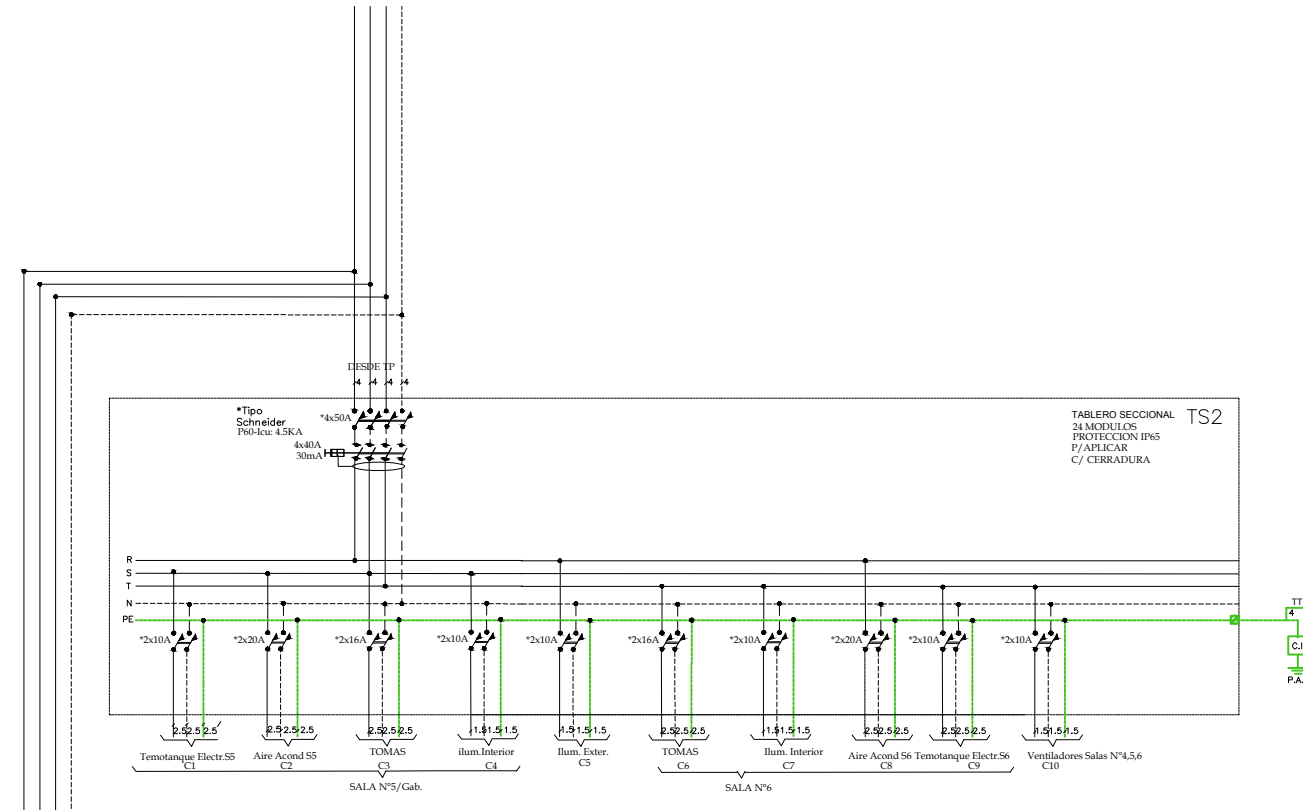 DESDE TP
4 4 4 4
*Tipo
Schneider
P60-Icu: 4.5KA
*4x50A
4x40A
30mA
TABLERO SECCIONAL TS2
24 MODULOS
PROTECCION IP65
P/APLICAR
C/ CERRADURA
R
S
T
N
PE
TT
4
C.I
P.A.
*2x10A *2x20A *2x16A *2x10A *2x10A *2x16A *2x10A *2x20A *2x10A *2x10A
2.5 2.5 2.5 2.5 2.5 2.5 2.5 2.5 2.5 1.5 1.5 1.5 1.5 1.5 1.5 2.5 2.5 2.5 1.5 1.5 1.5 2.5 2.5 2.5 2.5 2.5 2.5 1.5 1.5 1.5
Temotanque Electr.S5
C1
Aire Acond S5
C2
TOMAS
C3
ilum.Interior
C4
Ilum. Exter.
C5
TOMAS
C6
Ilum. Interior
C7
Aire Acond S6
C8
Temotanque Electr.S6
C9
Ventiladores Salas N°4,5,6
C10
SALA N°5/Gab.
SALA N°6